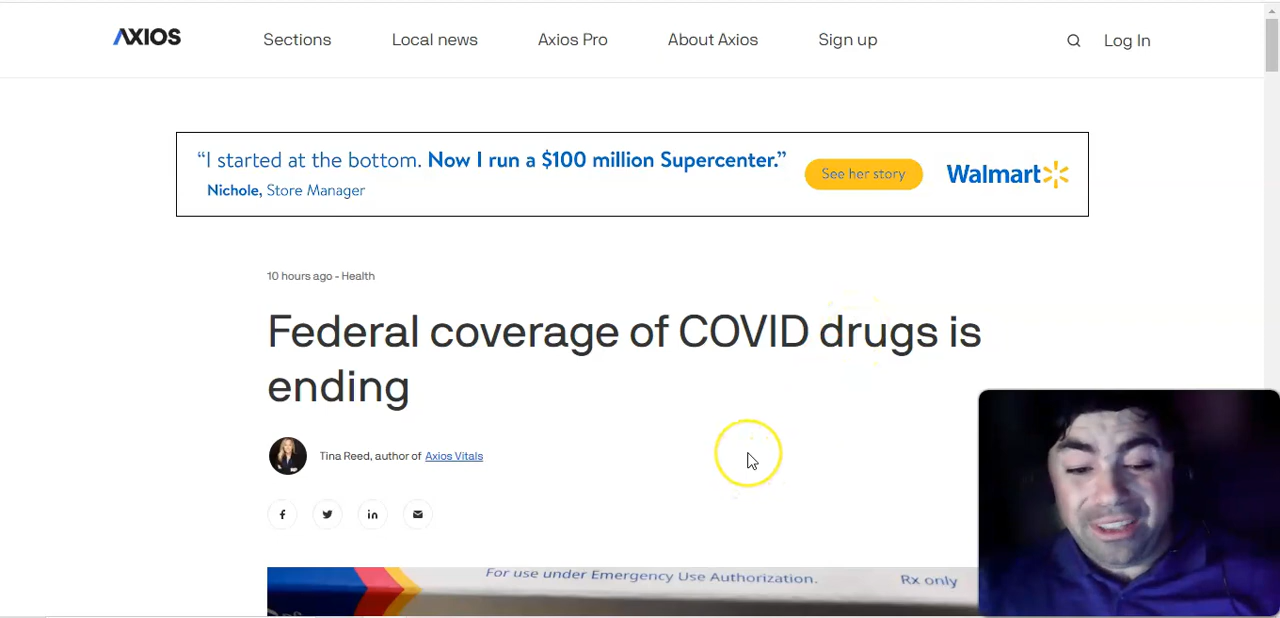 AXIOS
Sections Local news Axios Pro About Axios Sign up Log In
“I started at the bottom. Now I run a $100 million Supercenter.”
Nichole, Store Manager
See her story
Walmart
10 hours ago - Health
Federal coverage of COVID drugs is
ending
Tina Reed, author of Axios Vitals
For use under Emergency Use Authorization. Rx only